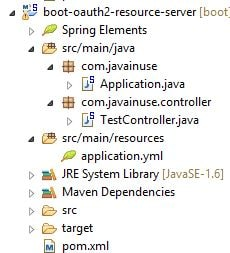 boot-oauth2-resource-server [boot]
Spring Elements
src/main/java
com.javainuse
Application.java
com.javainuse.controller
TestController.java
src/main/resources
application.yml
JRE System Library [JavaSE-1.6]
Maven Dependencies
src
target
pom.xml